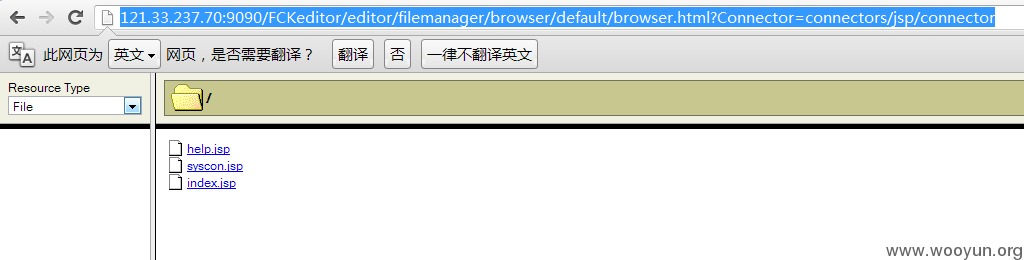 121.33.237.70:9090/FCKeditor/editor/filemanager/browser/default/browser.html?Connector=connectors/jsp/connector
此网页为 英文 网页，是否需要翻译？ 翻译 否 一律不翻译英文
Resource Type
File
/
help.jsp
syscon.jsp
index.jsp
www.wooyun.org